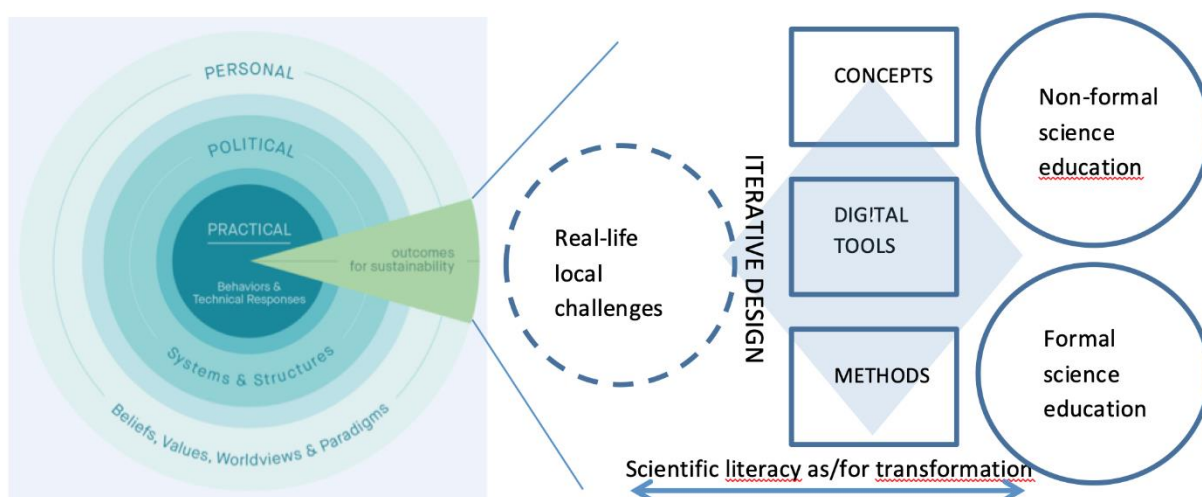 PERSONAL
POLITICAL
PRACTICAL
Behaviors &
Technical Responses
Systems & Structures
Beliefs, Values, Worldviews & Paradigms
outcomes
for sustainability
Real-life
local
challenges
ITERATIVE DESIGN
CONCEPTS
DIG!TAL
TOOLS
METHODS
Non-formal
science
education
Formal
science
education
Scientific literacy as/for transformation